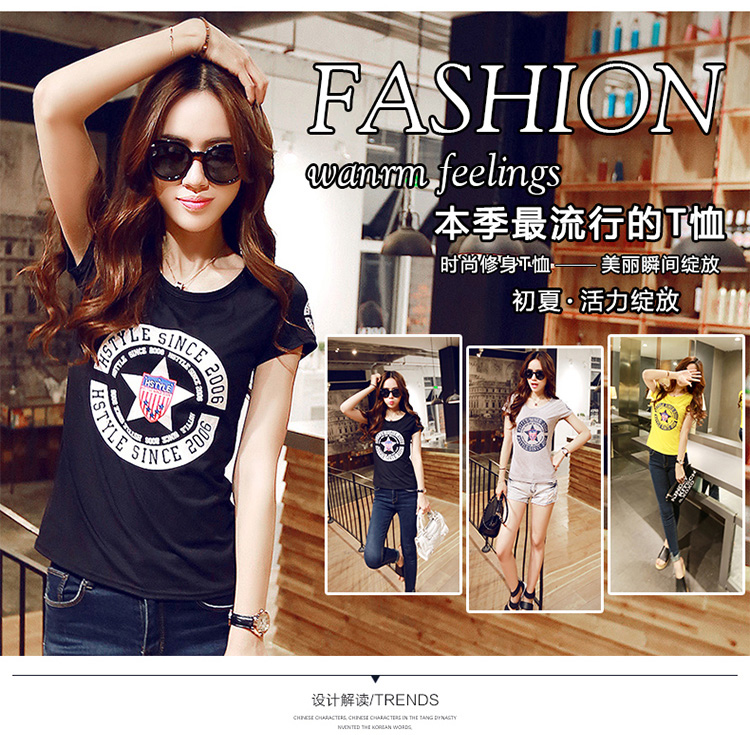 FASHION
wanrm feelings
本季最流行的T恤
时尚修身T恤——美丽瞬间绽放
初夏·活力绽放
HSTYLE SINCE 2006
HSTYLE
HSTYLE SINCE 2006
设计解读/TRENDS
CHINESE CHARACTERS, CHINESE CHARACTERS IN THE TANG DYNASTY
INVENTED THE KOREAN WORDS.